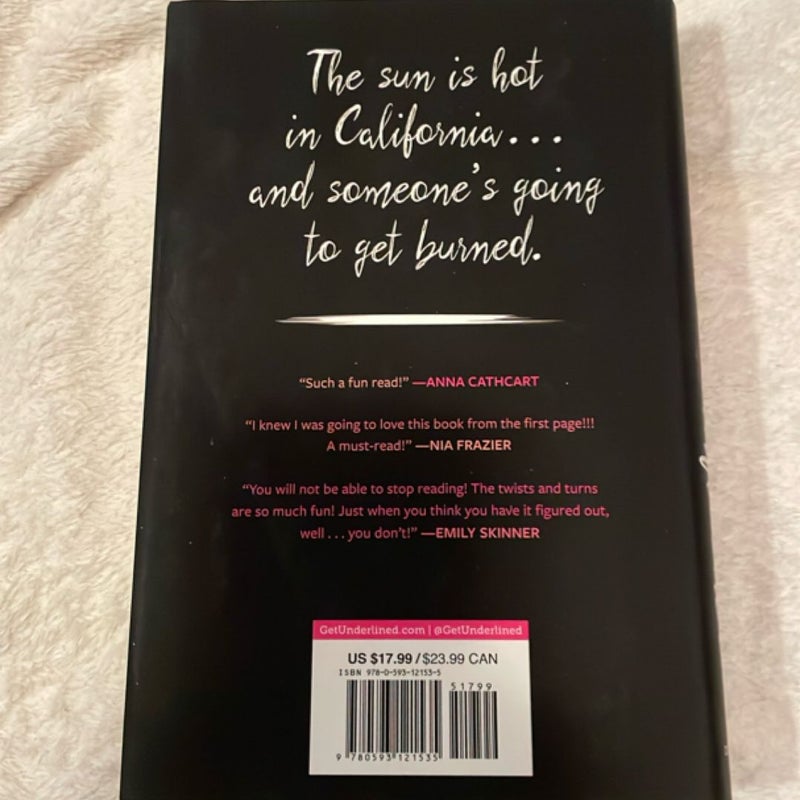 The sun is hot
in California...
and someone's going
to get burned.
“Such a fun read!” —ANNA CATHCART
“I knew I was going to love this book from the first page!!!
A must-read!” —NIA FRAZIER
“You will not be able to stop reading! The twists and turns
are so much fun! Just when you think you have it figured out,
well . . . you don't!” —EMILY SKINNER
GetUnderlined.com | @GetUnderlined
US $17.99 / $23.99 CAN
ISBN 978-0-593-12153-5
51799
9 780593 121535